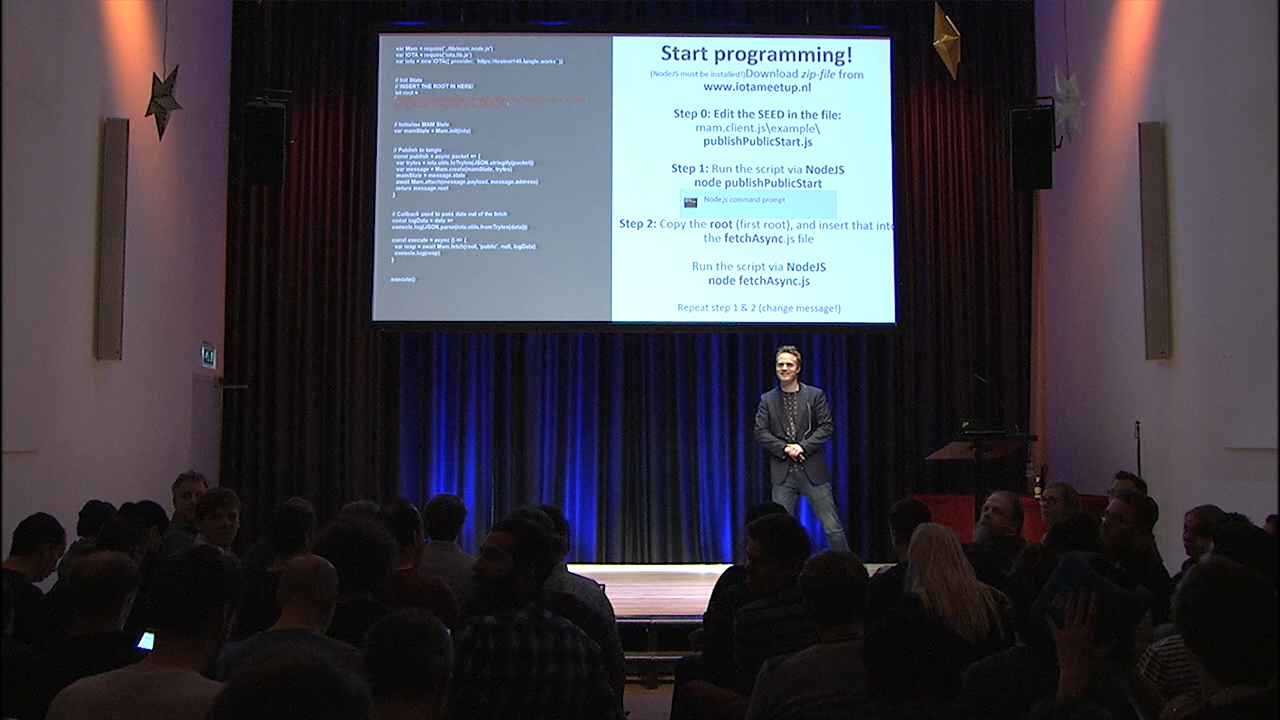 var Mam = require('../lib/mam.node.js')
var IOTA = require('iota.lib.js')
var iota = new IOTA({ provider: `https://testnet140.tangle.works` })
// Init State
// INSERT THE ROOT IN HERE!
let root =
// Initialise MAM State
var mamState = Mam.init(iota)
// Publish to tangle
const publish = async packet => {
var trytes = iota.utils.toTrytes(JSON.stringify(packet))
var message = Mam.create(mamState, trytes)
mamState = message.state
await Mam.attach(message.payload, message.address)
return message.root
}
// Callback used to pass data out of the fetch
const logData = data =>
console.log(JSON.parse(iota.utils.fromTrytes(data)))
const execute = async () => {
var resp = await Mam.fetch(root, 'public', null, logData)
console.log(resp)
}
execute()
Start programming!
(NodeJS must be installed!)Download zip-file from
www.iotameetup.nl
Step 0: Edit the SEED in the file:
mam.client.js\example\
publishPublicStart.js
Step 1: Run the script via NodeJS
node publishPublicStart
Node.js command prompt
Step 2: Copy the root (first root), and insert that into
the fetchAsync.js file
Run the script via NodeJS
node fetchAsync.js
Repeat step 1 & 2 (change message!)